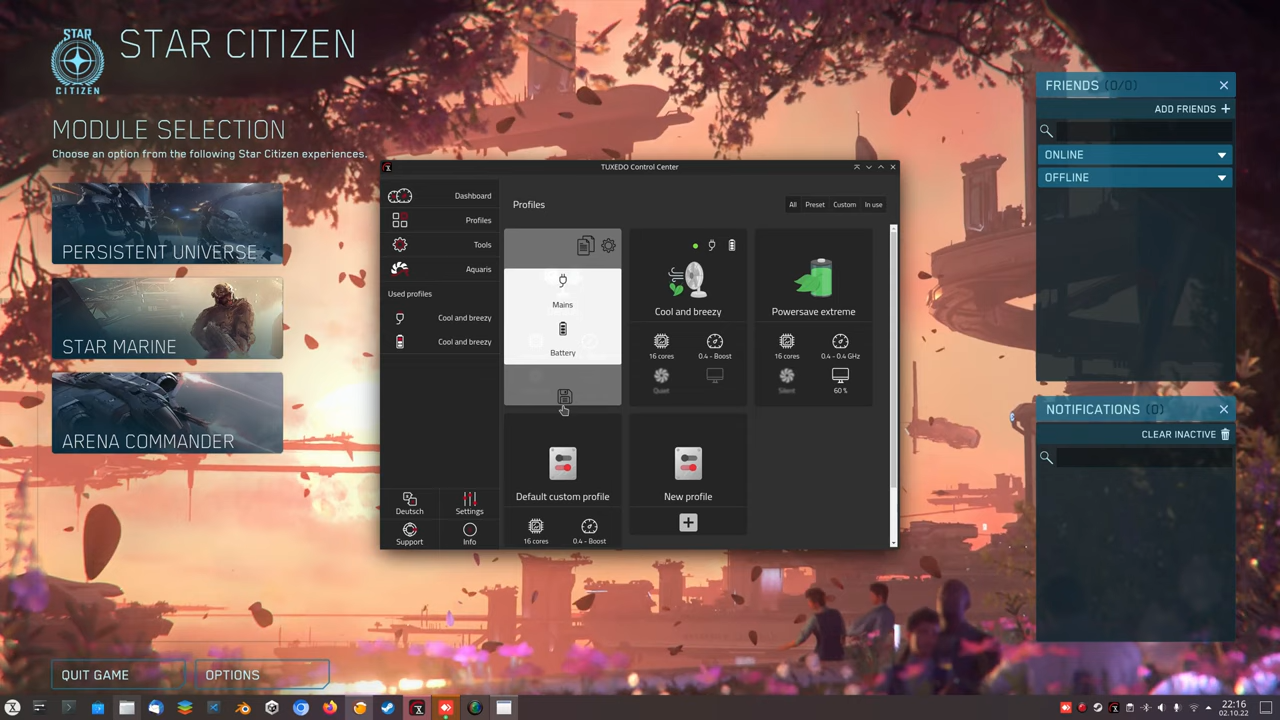 STAR
CITIZEN
STAR CITIZEN
MODULE SELECTION
Choose an option from the following Star Citizen experiences.
PERSISTENT UNIVERSE
STAR MARINE
ARENA COMMANDER
QUIT GAME
OPTIONS
TUXEDO Control Center
Dashboard
Profiles
Tools
Aquaris
Used profiles
Cool and breezy
Cool and breezy
Deutsch
Settings
Support
Info
Profiles
All
Preset
Custom
In use
Mains
Battery
Cool and breezy
16 cores
0.4 - Boost
Quiet
Powersave extreme
16 cores
0.4 - 0.4 GHz
Silent
60 %
Default custom profile
16 cores
0.4 - Boost
New profile
FRIENDS (0/0)
ADD FRIENDS
ONLINE
OFFLINE
NOTIFICATIONS (0)
CLEAR INACTIVE
22:16
02.10.22